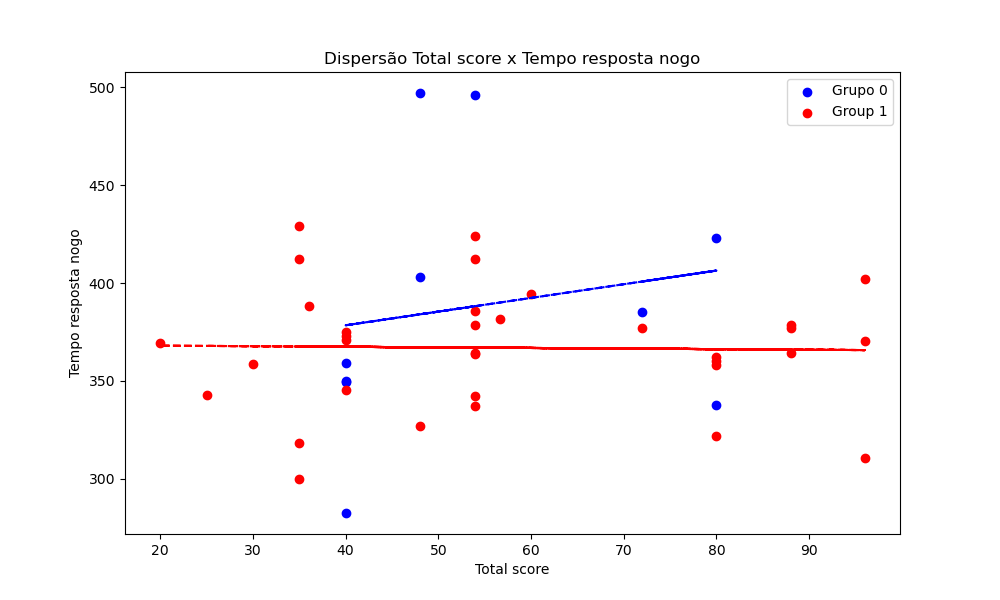 Dispersão Total score x Tempo resposta nogo
Grupo 0
Group 1
Tempo resposta nogo
500
450
400
350
300
20 30 40 50 60 70 80 90
Total score